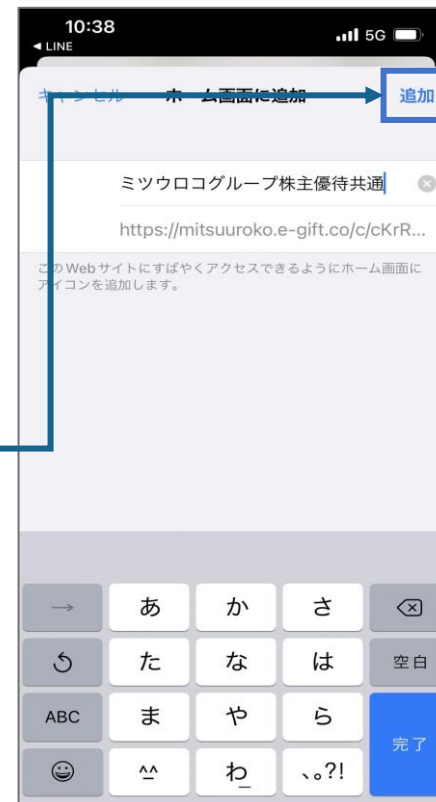 10:38
5G
◀ LINE
キャンセル ホーム画面に追加 追加
ミツウロコグループ株主優待共通
https://mitsuuroko.e-gift.co/c/cKrR...
このWebサイトにすばやくアクセスできるようにホーム画面に
アイコンを追加します。
→ あ か さ
た な は 空白
ABC ま や ら
完了
^^ わ_ 、。?!